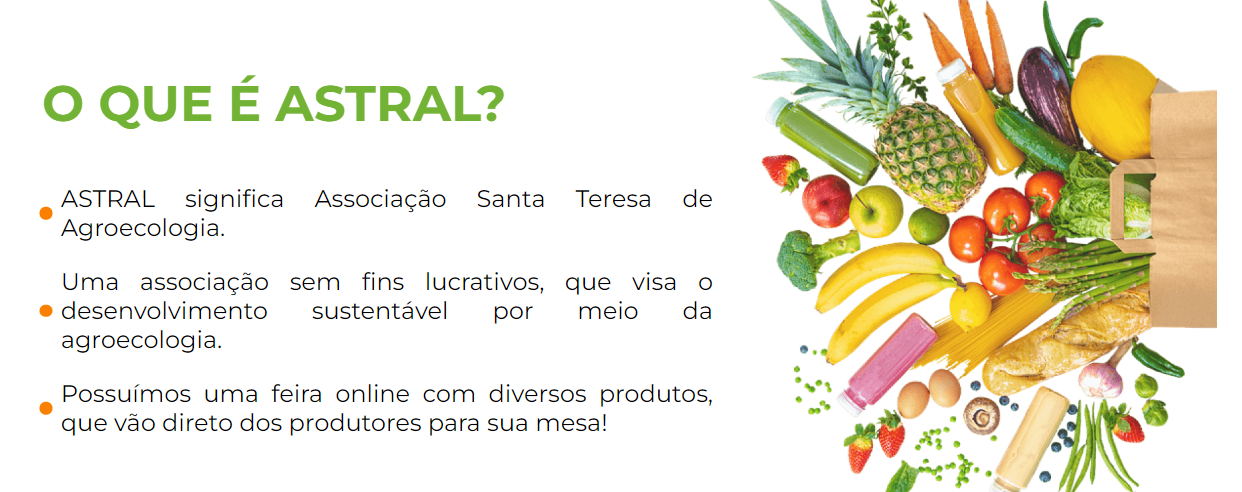 O QUE É ASTRAL?
ASTRAL significa Associação Santa Teresa de
Agroecologia.
Uma associação sem fins lucrativos, que visa o
desenvolvimento sustentável por meio da
agroecologia.
Possuímos uma feira online com diversos produtos,
que vão direto dos produtores para sua mesa!